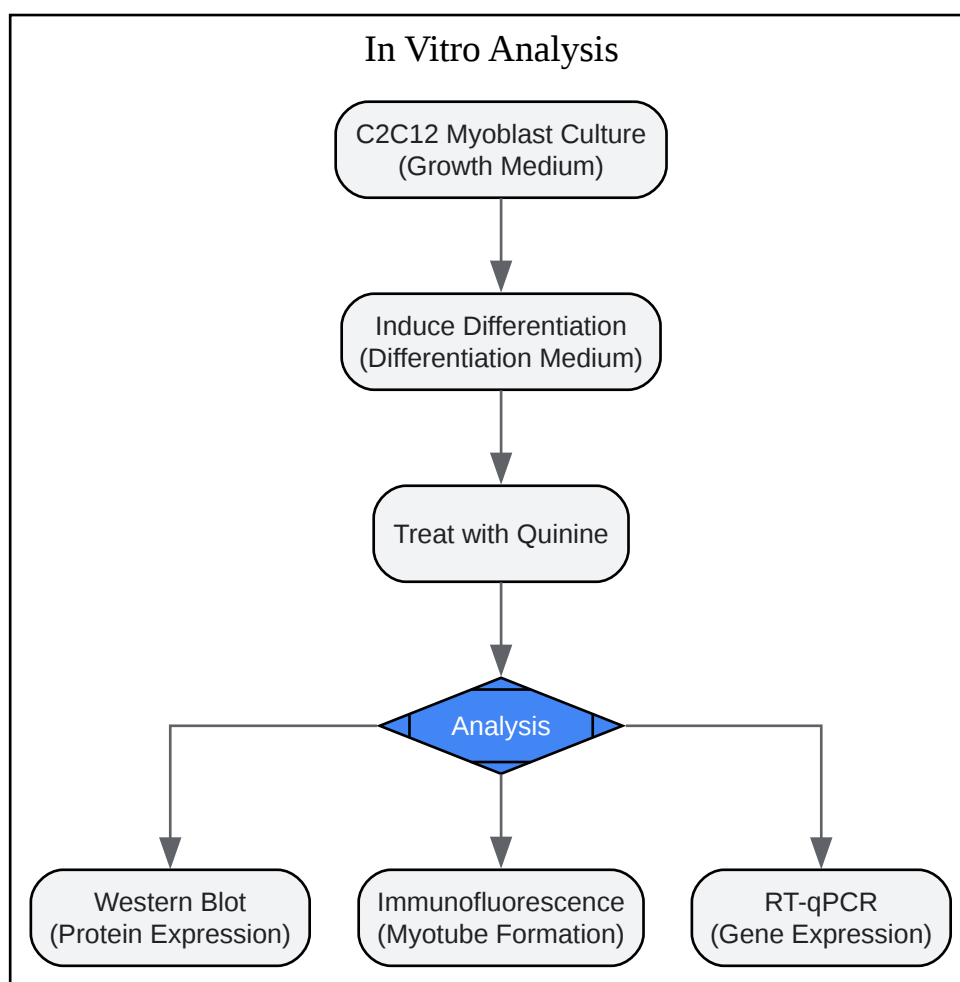 In Vitro Analysis
C2C12 Myoblast Culture
(Growth Medium)
Induce Differentiation
(Differentiation Medium)
Treat with Quinine
Analysis
Western Blot
(Protein Expression)
Immunofluorescence
(Myotube Formation)
RT-qPCR
(Gene Expression)